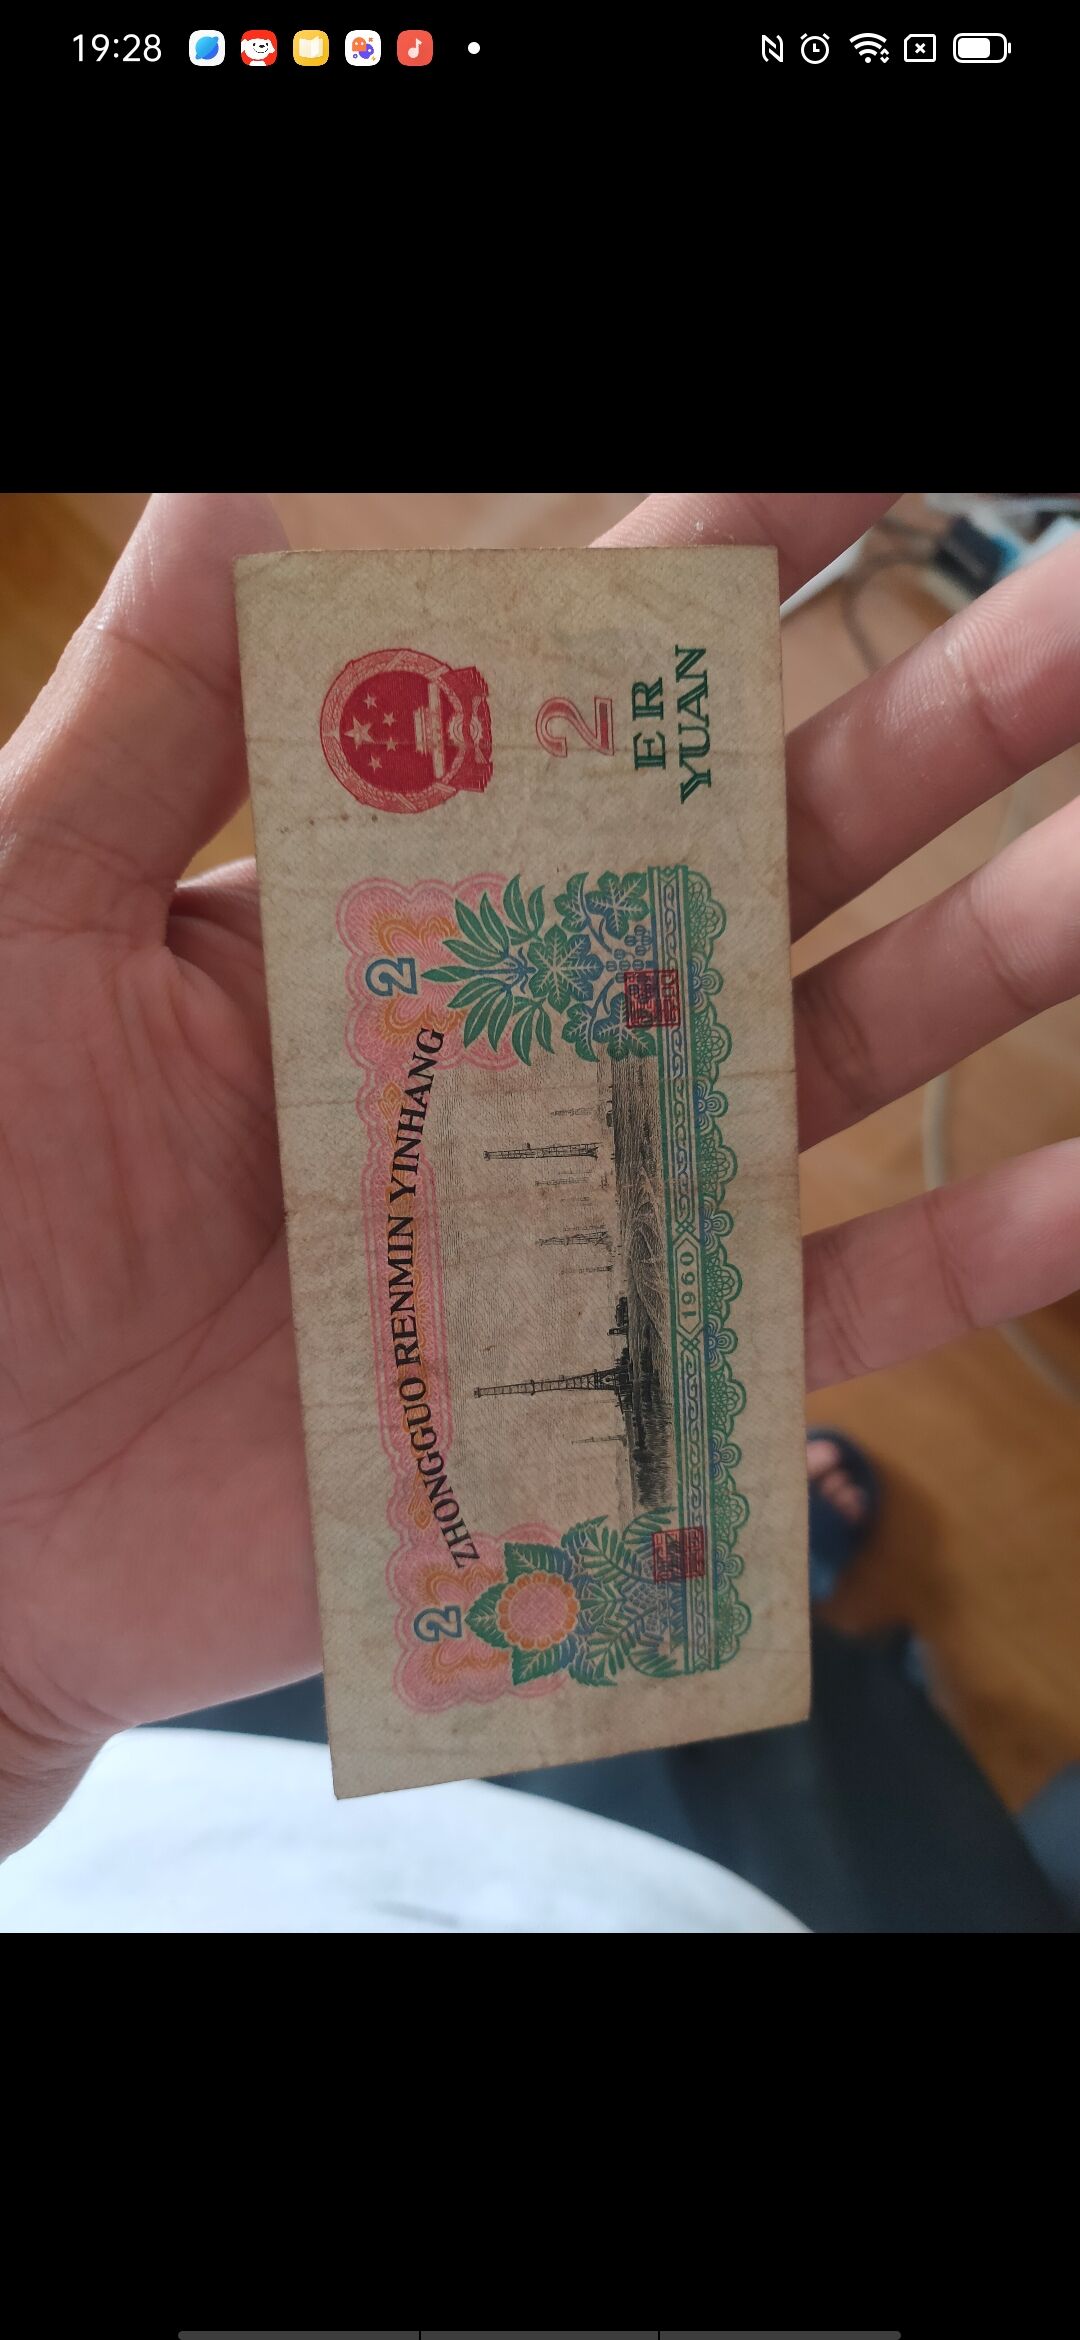 19:28
ZHONGGUO RENMIN YINHANG
2
2
2
ER
YUAN
1960